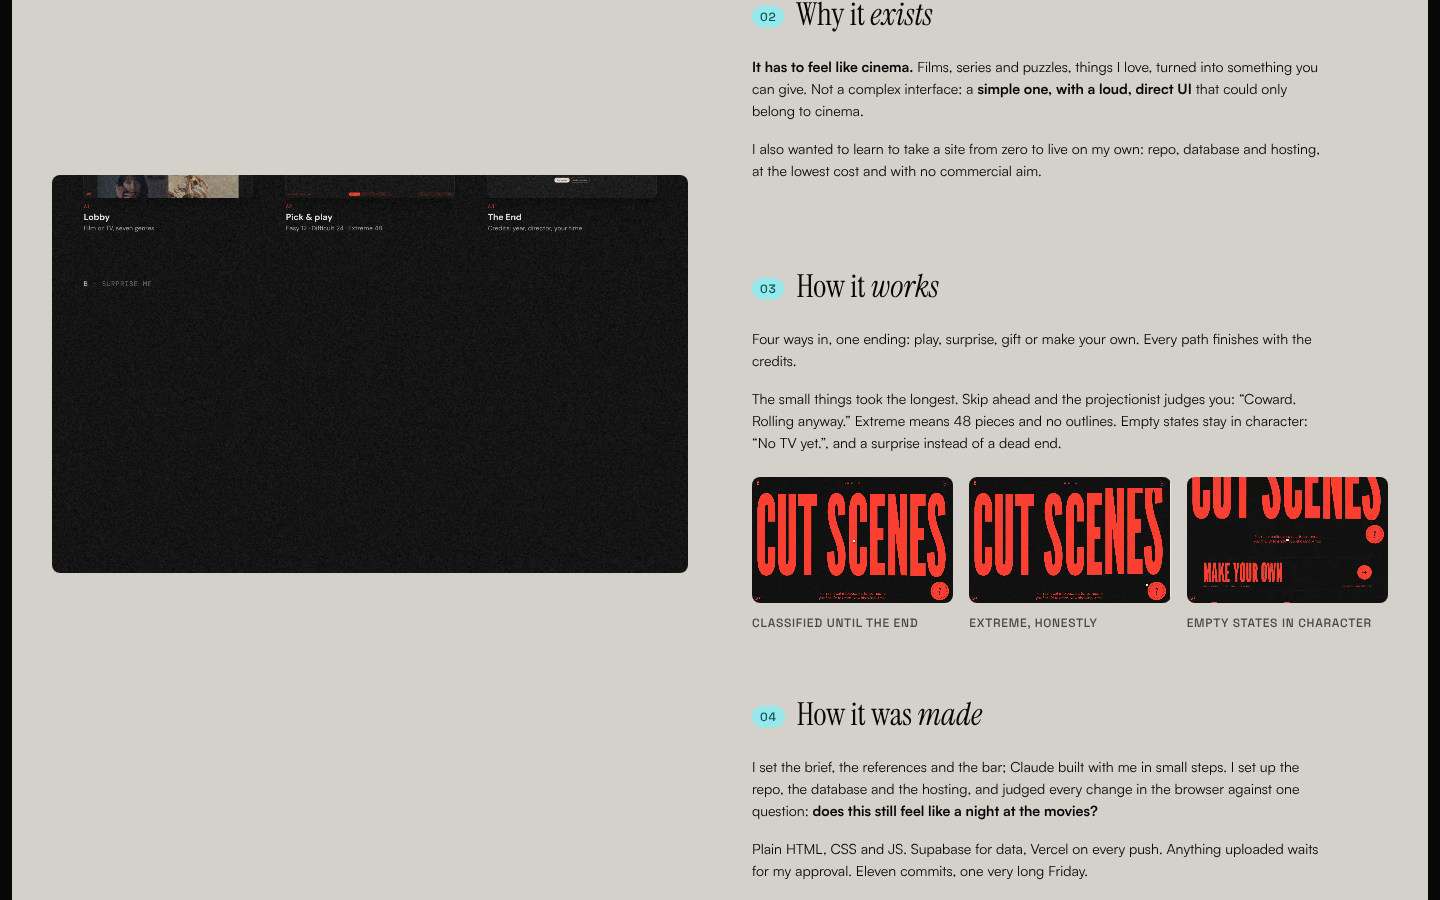 02 Why it exists
It has to feel like cinema. Films, series and puzzles, things I love, turned into something you
can give. Not a complex interface: a simple one, with a loud, direct UI that could only
belong to cinema.
I also wanted to learn to take a site from zero to live on my own: repo, database and hosting,
at the lowest cost and with no commercial aim.
Lobby
Film or TV, seven genres
Pick & play
Easy 12 · Difficult 24 · Extreme 48
The End
Credits: year, director, your time
B · SURPRISE ME
03 How it works
Four ways in, one ending: play, surprise, gift or make your own. Every path finishes with the
credits.
The small things took the longest. Skip ahead and the projectionist judges you: “Coward.
Rolling anyway.” Extreme means 48 pieces and no outlines. Empty states stay in character:
“No TV yet.”, and a surprise instead of a dead end.
CUT SCENES
?
CUT SCENES
?
CUT SCENES
?
MAKE YOUR OWN
CLASSIFIED UNTIL THE END
EXTREME, HONESTLY
EMPTY STATES IN CHARACTER
04 How it was made
I set the brief, the references and the bar; Claude built with me in small steps. I set up the
repo, the database and the hosting, and judged every change in the browser against one
question: does this still feel like a night at the movies?
Plain HTML, CSS and JS. Supabase for data, Vercel on every push. Anything uploaded waits
for my approval. Eleven commits, one very long Friday.